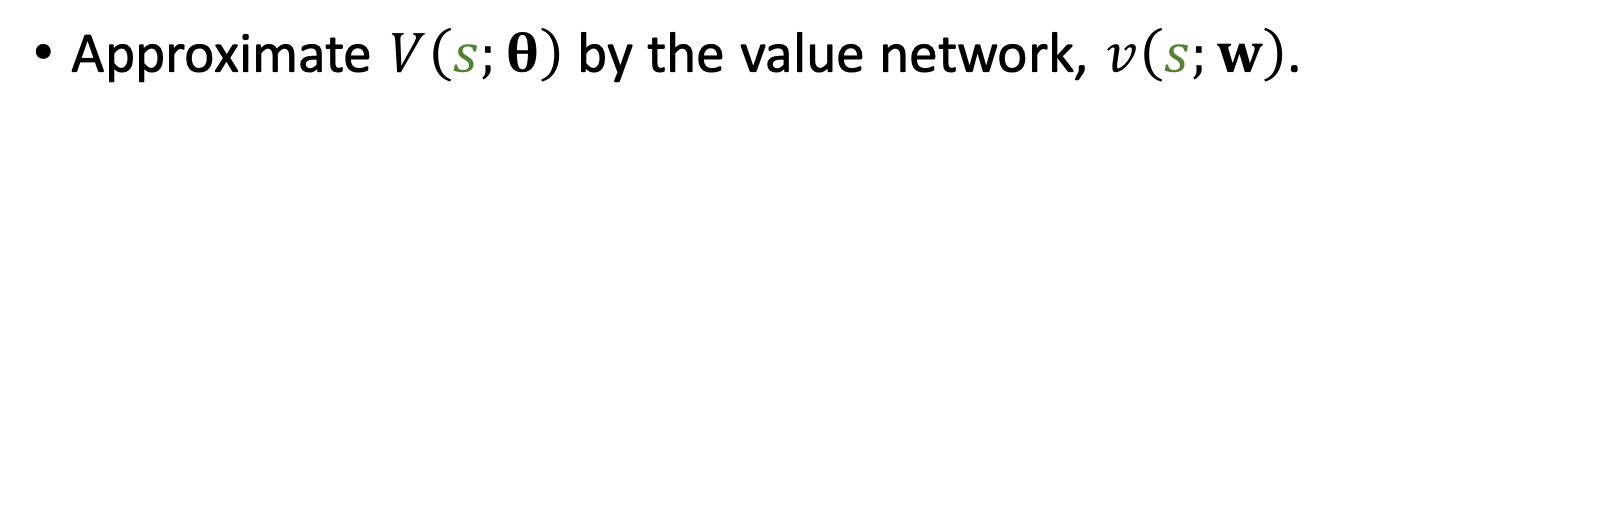 • Approximate V(s; θ) by the value network, v(s; w).